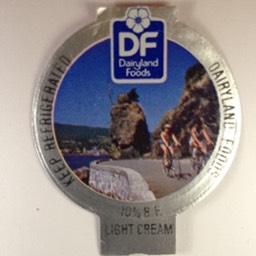 DF
Dairyland
Foods
KEEP REFRIGERATED
DAIRYLAND FOODS
10% B.F.
LIGHT CREAM